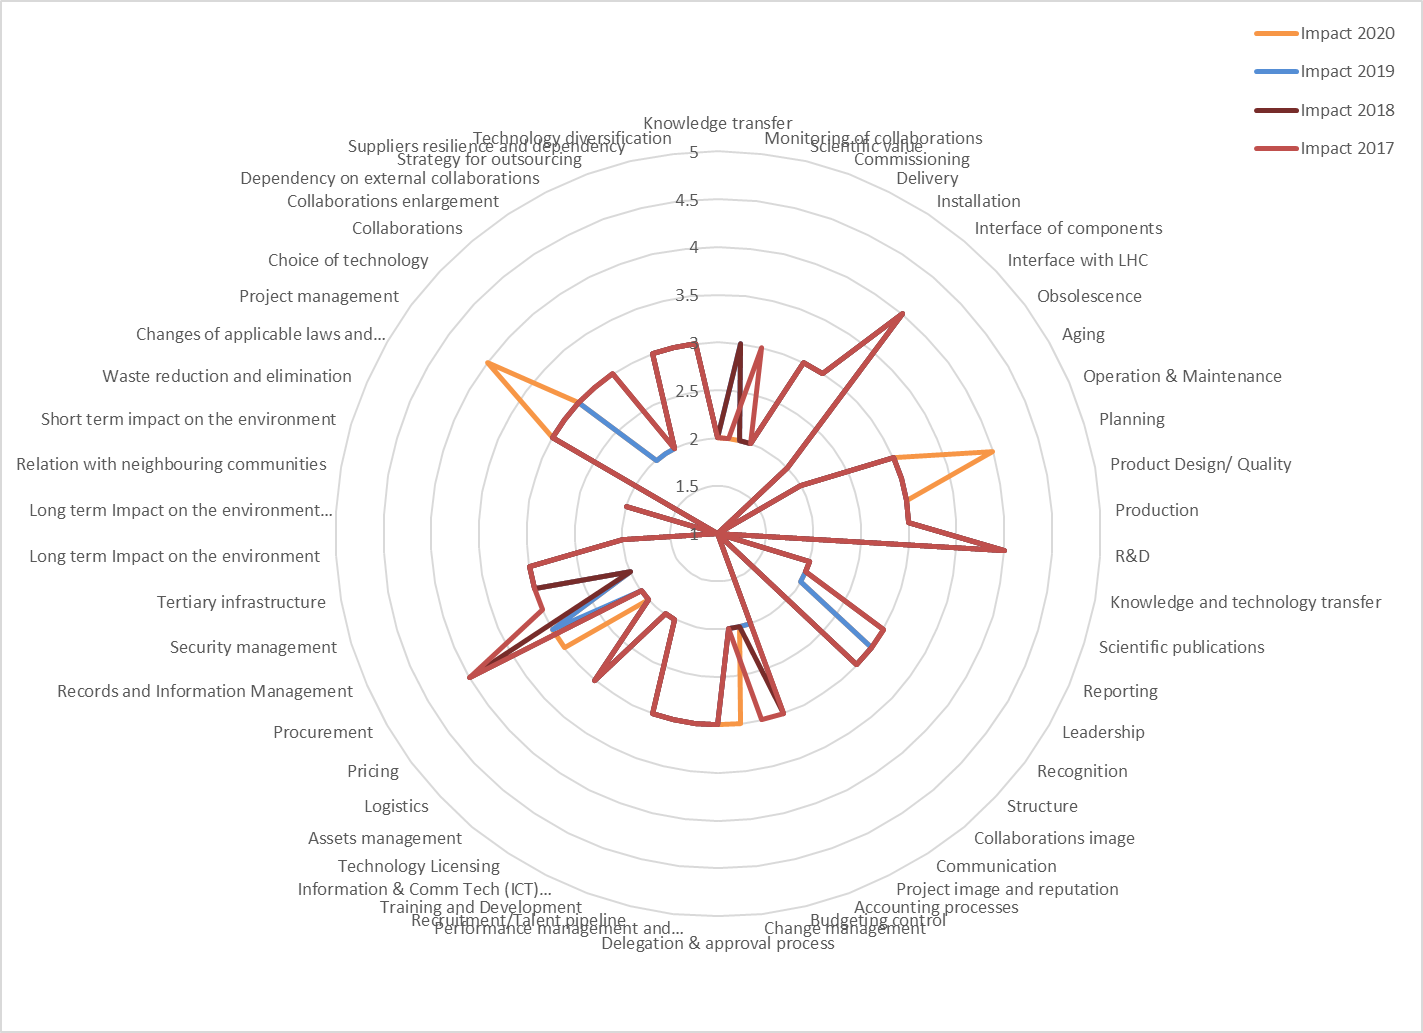 Impact 2020
Impact 2019
Impact 2018
Impact 2017
Knowledge transfer
Monitoring of collaborations
Scientific value
Commissioning
Delivery
Installation
Interface of components
Interface with LHC
Obsolescence
Aging
Operation & Maintenance
Planning
Product Design/ Quality
Production
R&D
Knowledge and technology transfer
Scientific publications
Reporting
Leadership
Recognition
Structure
Collaborations image
Communication
Project image and reputation
Accounting processes
Budgeting control
Change management
Delegation & approval process
Performance management and...
Recruitment/Talent pipeline
Training and Development
Information & Comm Tech (ICT)...
Technology Licensing
Assets management
Logistics
Pricing
Procurement
Records and Information Management
Security management
Tertiary infrastructure
Long term Impact on the environment
Long term Impact on the environment...
Relation with neighbouring communities
Short term impact on the environment
Waste reduction and elimination
Changes of applicable laws and...
Project management
Choice of technology
Collaborations
Collaborations enlargement
Dependency on external collaborations
Strategy for outsourcing
Suppliers resilience and dependency
Technology diversification
5
4.5
4
3.5
3
2.5
2
1.5
1